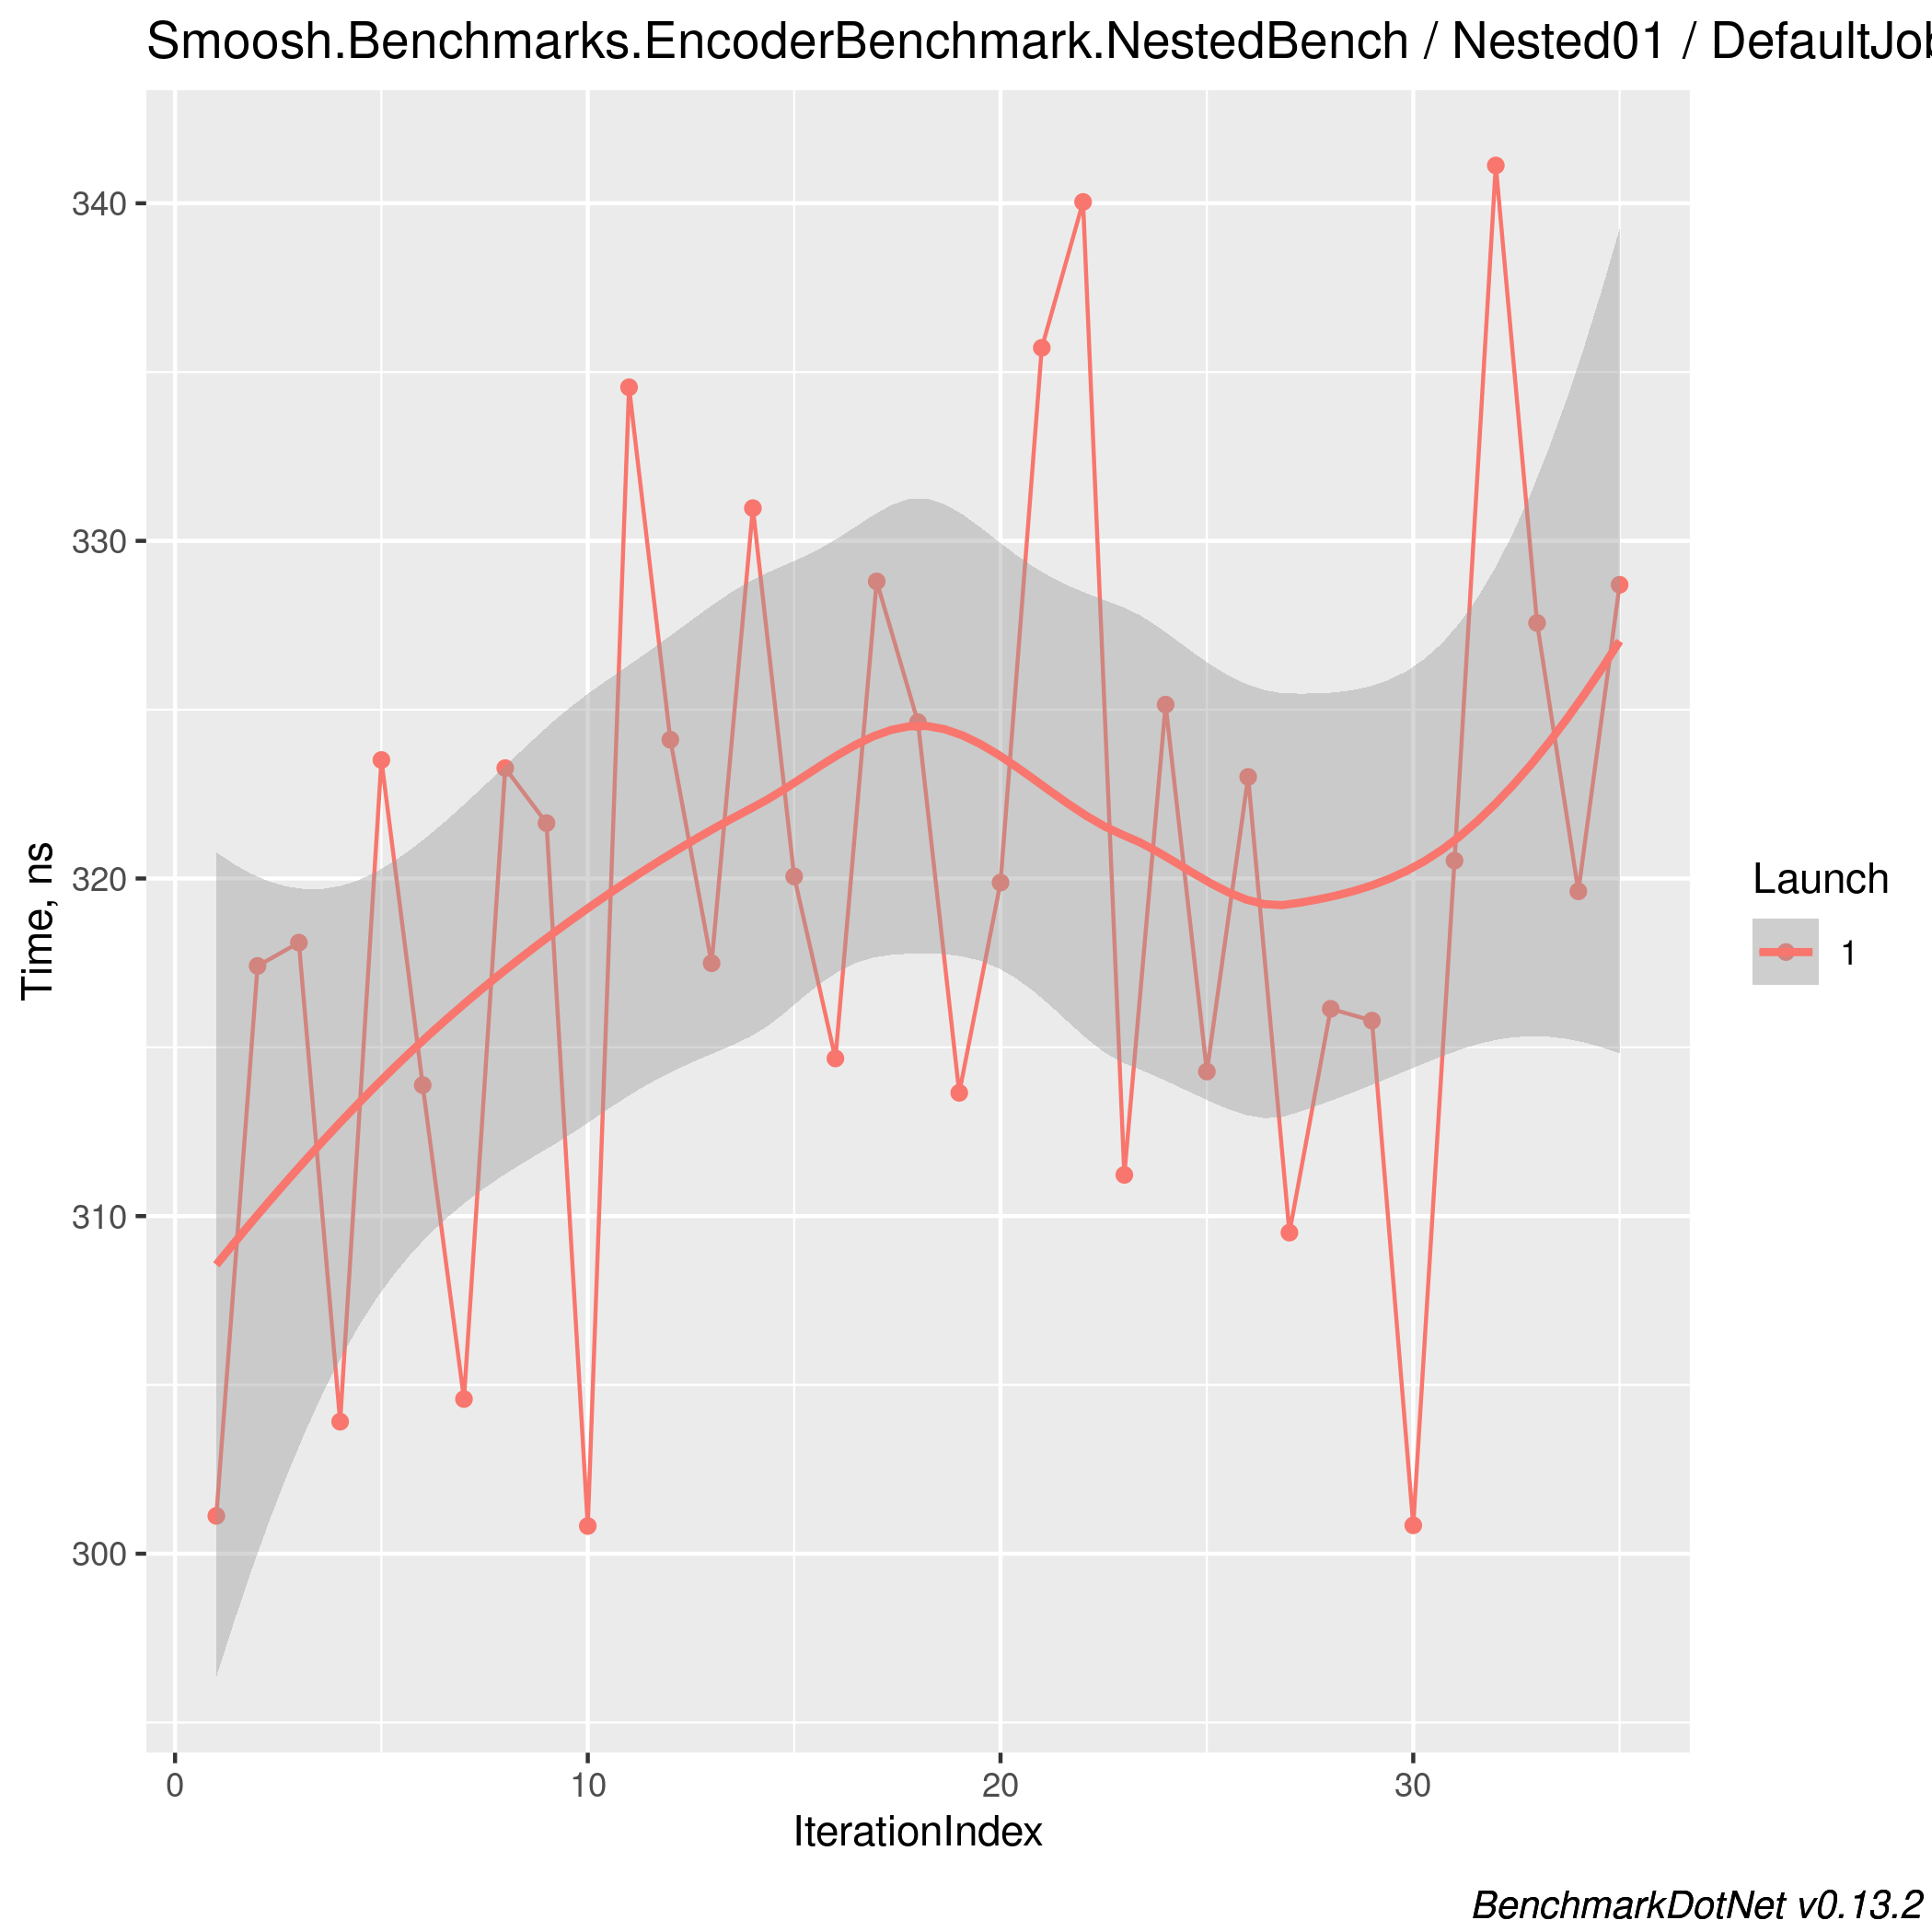 Smoosh.Benchmarks.EncoderBenchmark.NestedBench / Nested01 / DefaultJob
340
330
320
310
300
Time, ns
0 10 20 30
IterationIndex
Launch
1
BenchmarkDotNet v0.13.2